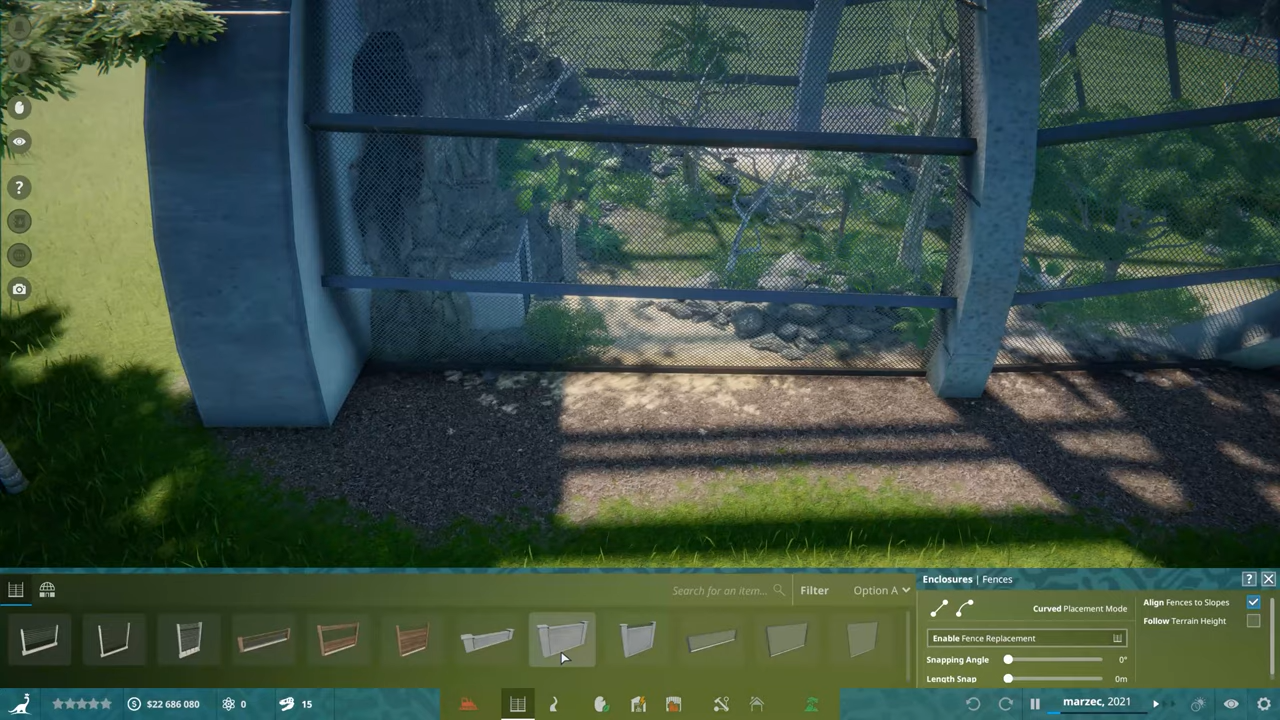 ?
Search for an item...
Filter
Option A
Enclosures | Fences
?
Curved Placement Mode
Align Fences to Slopes
Follow Terrain Height
Enable Fence Replacement
Snapping Angle
0°
Length Snap
0m
$22 686 080
0
15
marzec, 2021